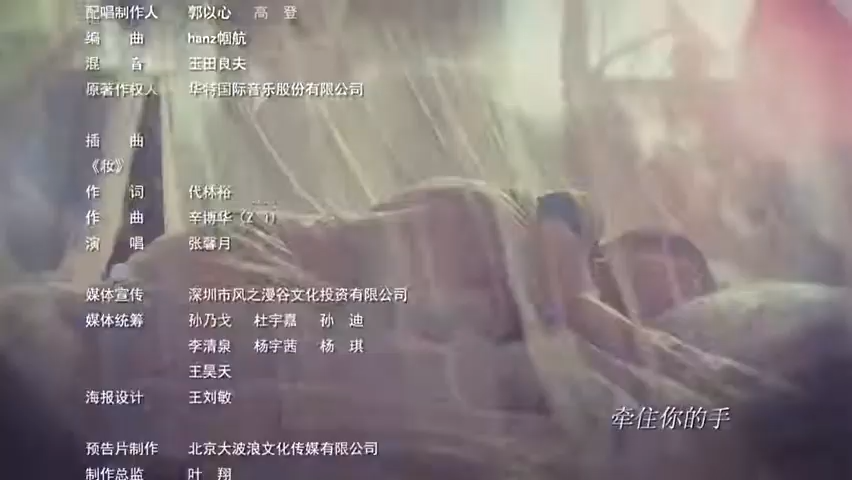 配唱制作人 郭以心 高 登
编 曲 hanz帼航
混 音 玉田良夫
原著作权人 华特国际音乐股份有限公司
插 曲
《妆》
作 词 代林裕
作 曲 辛博华
演 唱 张馨月
媒体宣传 深圳市风之漫谷文化投资有限公司
媒体统筹 孙乃戈 杜宇嘉 孙 迪
李清泉 杨宇茜 杨 琪
王昊天
海报设计 王刘敏
牵住你的手
预告片制作 北京大波浪文化传媒有限公司
制作总监 叶 翔